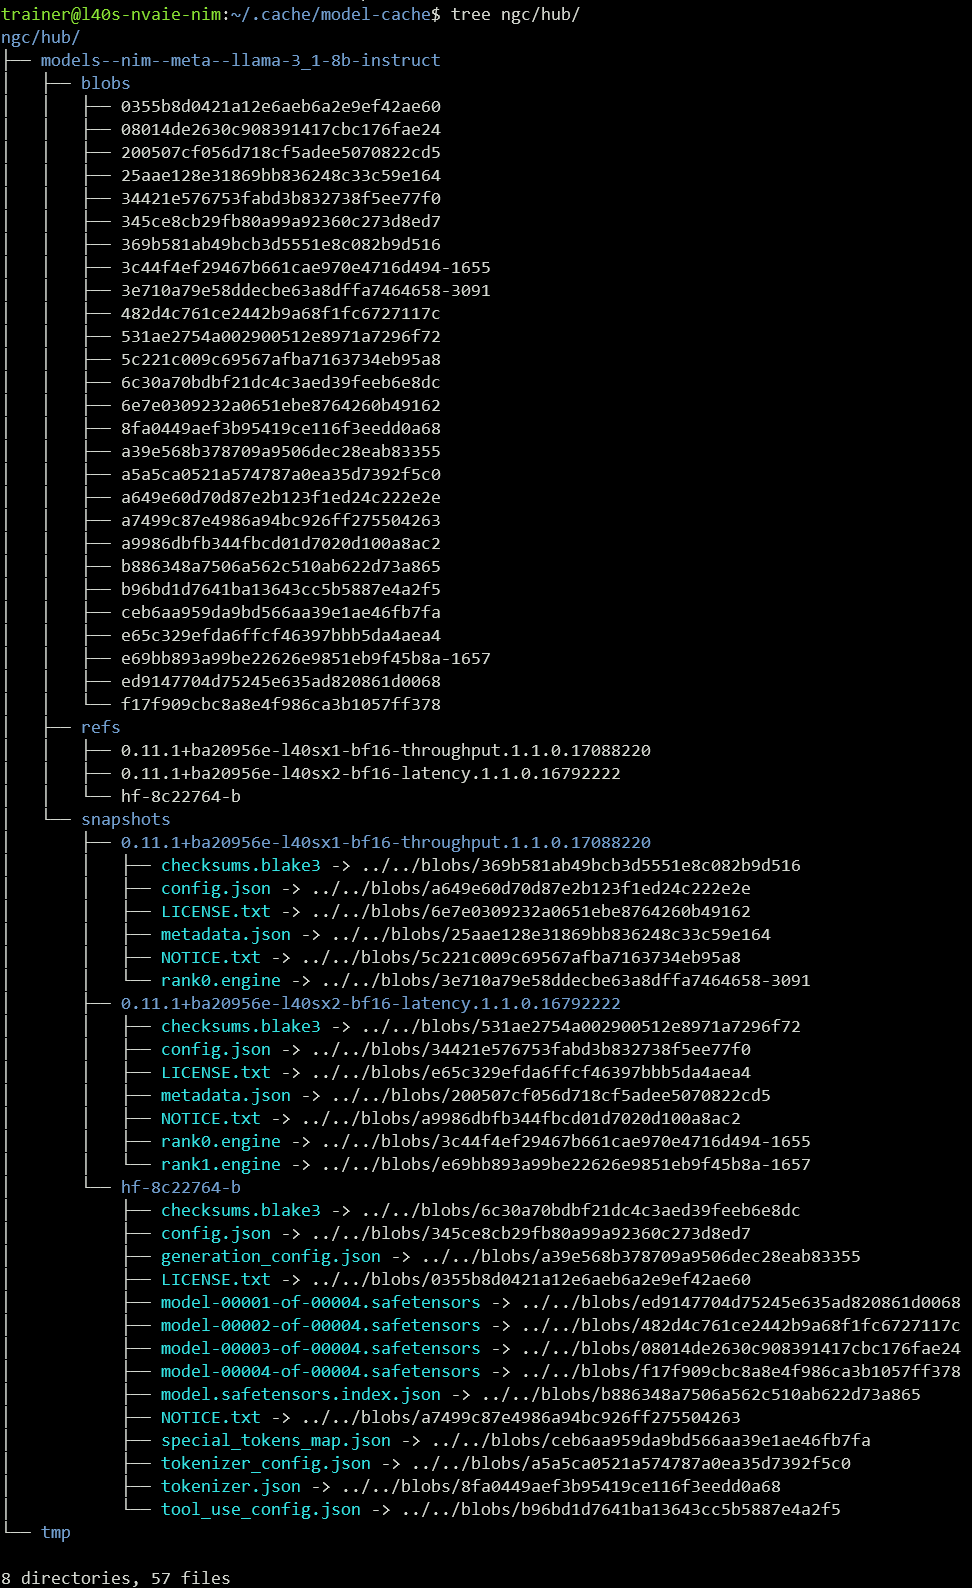 trainer@l40s-nvaie-nim:~/.cache/model-cache$ tree ngc/hub/
ngc/hub/
├── models--nim--meta--llama-3_1-8b-instruct
│   ├── blobs
│   │   ├── 0355b8d0421a12e6aeb6a2e9ef42ae60
│   │   ├── 08014de2630c908391417cbc176fae24
│   │   ├── 200507cf056d718cf5adee5070822cd5
│   │   ├── 25aae128e31869bb836248c33c59e164
│   │   ├── 34421e576753fabd3b832738f5ee77f0
│   │   ├── 345ce8cb29fb80a99a92360c273d8ed7
│   │   ├── 369b581ab49bcb3d5551e8c082b9d516
│   │   ├── 3c44f4ef29467b661cae970e4716d494-1655
│   │   ├── 3e710a79e58ddecbe63a8dffa7464658-3091
│   │   ├── 482d4c761ce2442b9a68f1fc6727117c
│   │   ├── 531ae2754a002900512e8971a7296f72
│   │   ├── 5c221c009c69567afba7163734eb95a8
│   │   ├── 6c30a70bdbf21dc4c3aed39feeb6e8dc
│   │   ├── 6e7e0309232a0651ebe8764260b49162
│   │   ├── 8fa0449aef3b95419ce116f3eedd0a68
│   │   ├── a39e568b378709a9506dec28eab83355
│   │   ├── a5a5ca0521a574787a0ea35d7392f5c0
│   │   ├── a649e60d70d87e2b123f1ed24c222e2e
│   │   ├── a7499c87e4986a94bc926ff275504263
│   │   ├── a9986dbfb344fbcd01d7020d100a8ac2
│   │   ├── b886348a7506a562c510ab622d73a865
│   │   ├── b96bd1d7641ba13643cc5b5887e4a2f5
│   │   ├── ceb6aa959da9bd566aa39e1ae46fb7fa
│   │   ├── e65c329efda6ffcf46397bbb5da4aea4
│   │   ├── e69bb893a99be22626e9851eb9f45b8a-1657
│   │   ├── ed9147704d75245e635ad820861d0068
│   │   └── f17f909cbc8a8e4f986ca3b1057ff378
│   ├── refs
│   │   ├── 0.11.1+ba20956e-l40sx1-bf16-throughput.1.1.0.17088220
│   │   ├── 0.11.1+ba20956e-l40sx2-bf16-latency.1.1.0.16792222
│   │   └── hf-8c22764-b
│   └── snapshots
│       ├── 0.11.1+ba20956e-l40sx1-bf16-throughput.1.1.0.17088220
│       │   ├── checksums.blake3 -> ../../blobs/369b581ab49bcb3d5551e8c082b9d516
│       │   ├── config.json -> ../../blobs/a649e60d70d87e2b123f1ed24c222e2e
│       │   ├── LICENSE.txt -> ../../blobs/6e7e0309232a0651ebe8764260b49162
│       │   ├── metadata.json -> ../../blobs/25aae128e31869bb836248c33c59e164
│       │   ├── NOTICE.txt -> ../../blobs/5c221c009c69567afba7163734eb95a8
│       │   └── rank0.engine -> ../../blobs/3e710a79e58ddecbe63a8dffa7464658-3091
│       ├── 0.11.1+ba20956e-l40sx2-bf16-latency.1.1.0.16792222
│       │   ├── checksums.blake3 -> ../../blobs/531ae2754a002900512e8971a7296f72
│       │   ├── config.json -> ../../blobs/34421e576753fabd3b832738f5ee77f0
│       │   ├── LICENSE.txt -> ../../blobs/e65c329efda6ffcf46397bbb5da4aea4
│       │   ├── metadata.json -> ../../blobs/200507cf056d718cf5adee5070822cd5
│       │   ├── NOTICE.txt -> ../../blobs/a9986dbfb344fbcd01d7020d100a8ac2
│       │   ├── rank0.engine -> ../../blobs/3c44f4ef29467b661cae970e4716d494-1655
│       │   └── rank1.engine -> ../../blobs/e69bb893a99be22626e9851eb9f45b8a-1657
│       └── hf-8c22764-b
│           ├── checksums.blake3 -> ../../blobs/6c30a70bdbf21dc4c3aed39feeb6e8dc
│           ├── config.json -> ../../blobs/345ce8cb29fb80a99a92360c273d8ed7
│           ├── generation_config.json -> ../../blobs/a39e568b378709a9506dec28eab83355
│           ├── LICENSE.txt -> ../../blobs/0355b8d0421a12e6aeb6a2e9ef42ae60
│           ├── model-00001-of-00004.safetensors -> ../../blobs/ed9147704d75245e635ad820861d0068
│           ├── model-00002-of-00004.safetensors -> ../../blobs/482d4c761ce2442b9a68f1fc6727117c
│           ├── model-00003-of-00004.safetensors -> ../../blobs/08014de2630c908391417cbc176fae24
│           ├── model-00004-of-00004.safetensors -> ../../blobs/f17f909cbc8a8e4f986ca3b1057ff378
│           ├── model.safetensors.index.json -> ../../blobs/b886348a7506a562c510ab622d73a865
│           ├── NOTICE.txt -> ../../blobs/a7499c87e4986a94bc926ff275504263
│           ├── special_tokens_map.json -> ../../blobs/ceb6aa959da9bd566aa39e1ae46fb7fa
│           ├── tokenizer_config.json -> ../../blobs/a5a5ca0521a574787a0ea35d7392f5c0
│           ├── tokenizer.json -> ../../blobs/8fa0449aef3b95419ce116f3eedd0a68
│           └── tool_use_config.json -> ../../blobs/b96bd1d7641ba13643cc5b5887e4a2f5
└── tmp
8 directories, 57 files